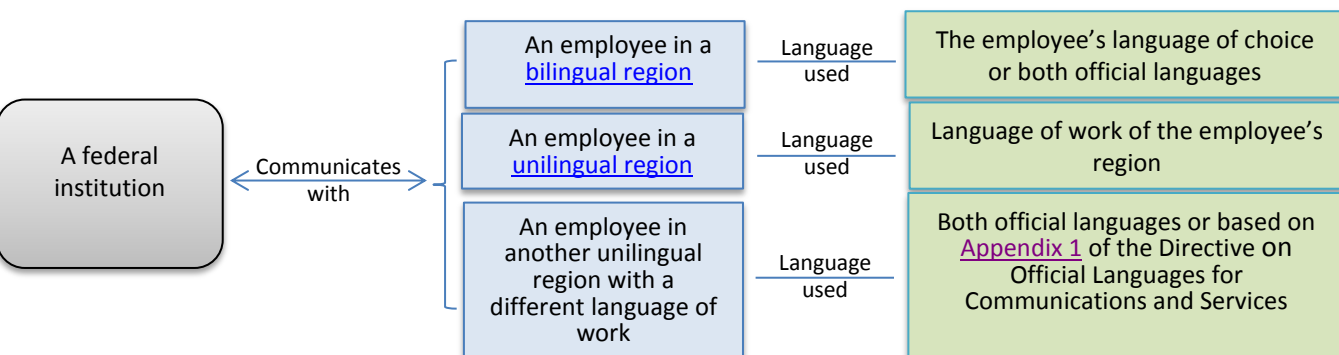 A federal
institution
Communicates
with
An employee in a
bilingual region
Language
used
The employee’s language of choice
or both official languages
An employee in a
unilingual region
Language
used
Language of work of the employee’s
region
An employee in
another unilingual
region with a
different language of
work
Language
used
Both official languages or based on
Appendix 1 of the Directive on
Official Languages for
Communications and Services